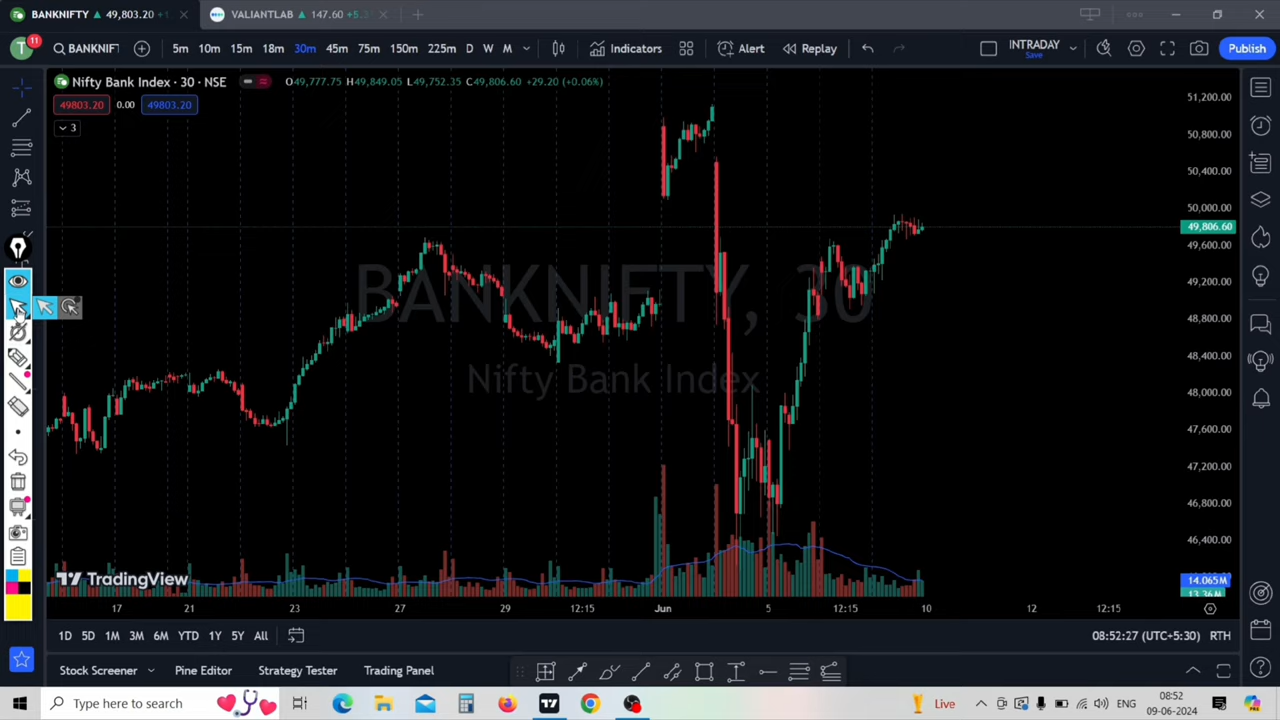 BANKNIFTY ▲ 49,803.20
VALIANTLAB ▲ 147.60
T
11
BANKNIFT
5m 10m 15m 18m 30m 45m 75m 150m 225m D W M
Indicators
Alert
Replay
INTRADAY
Save
Publish
Nifty Bank Index · 30 · NSE
O49,777.75 H49,849.05 L49,752.35 C49,806.60 +29.20 (+0.06%)
49803.20 0.00 49803.20
3
BANKNIFTY, 30
Nifty Bank Index
51,200.00
50,800.00
50,400.00
50,000.00
49,806.60
49,600.00
49,200.00
48,800.00
48,400.00
48,000.00
47,600.00
47,200.00
46,800.00
46,400.00
14.065M
13.36M
TradingView
17 21 23 27 29 12:15 Jun 5 12:15 10 12 12:15
1D 5D 1M 3M 6M YTD 1Y 5Y All
08:52:27 (UTC+5:30) RTH
Stock Screener
Pine Editor
Strategy Tester
Trading Panel
Type here to search
Live
ENG
08:52
09-06-2024